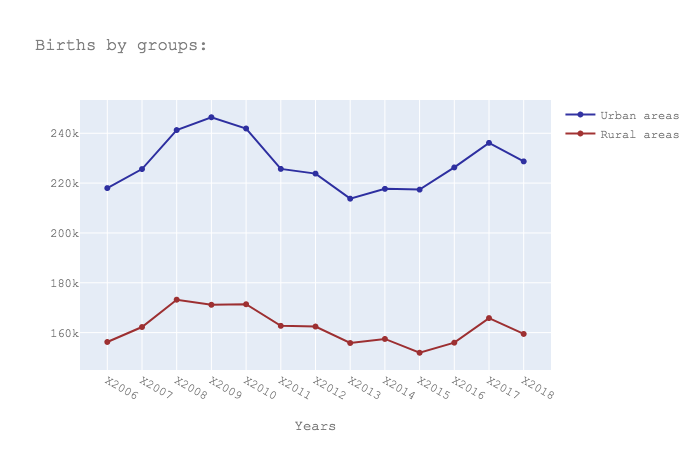 Births by groups:
Urban areas
Rural areas
240k
220k
200k
180k
160k
X2006
X2007
X2008
X2009
X2010
X2011
X2012
X2013
X2014
X2015
X2016
X2017
X2018
Years